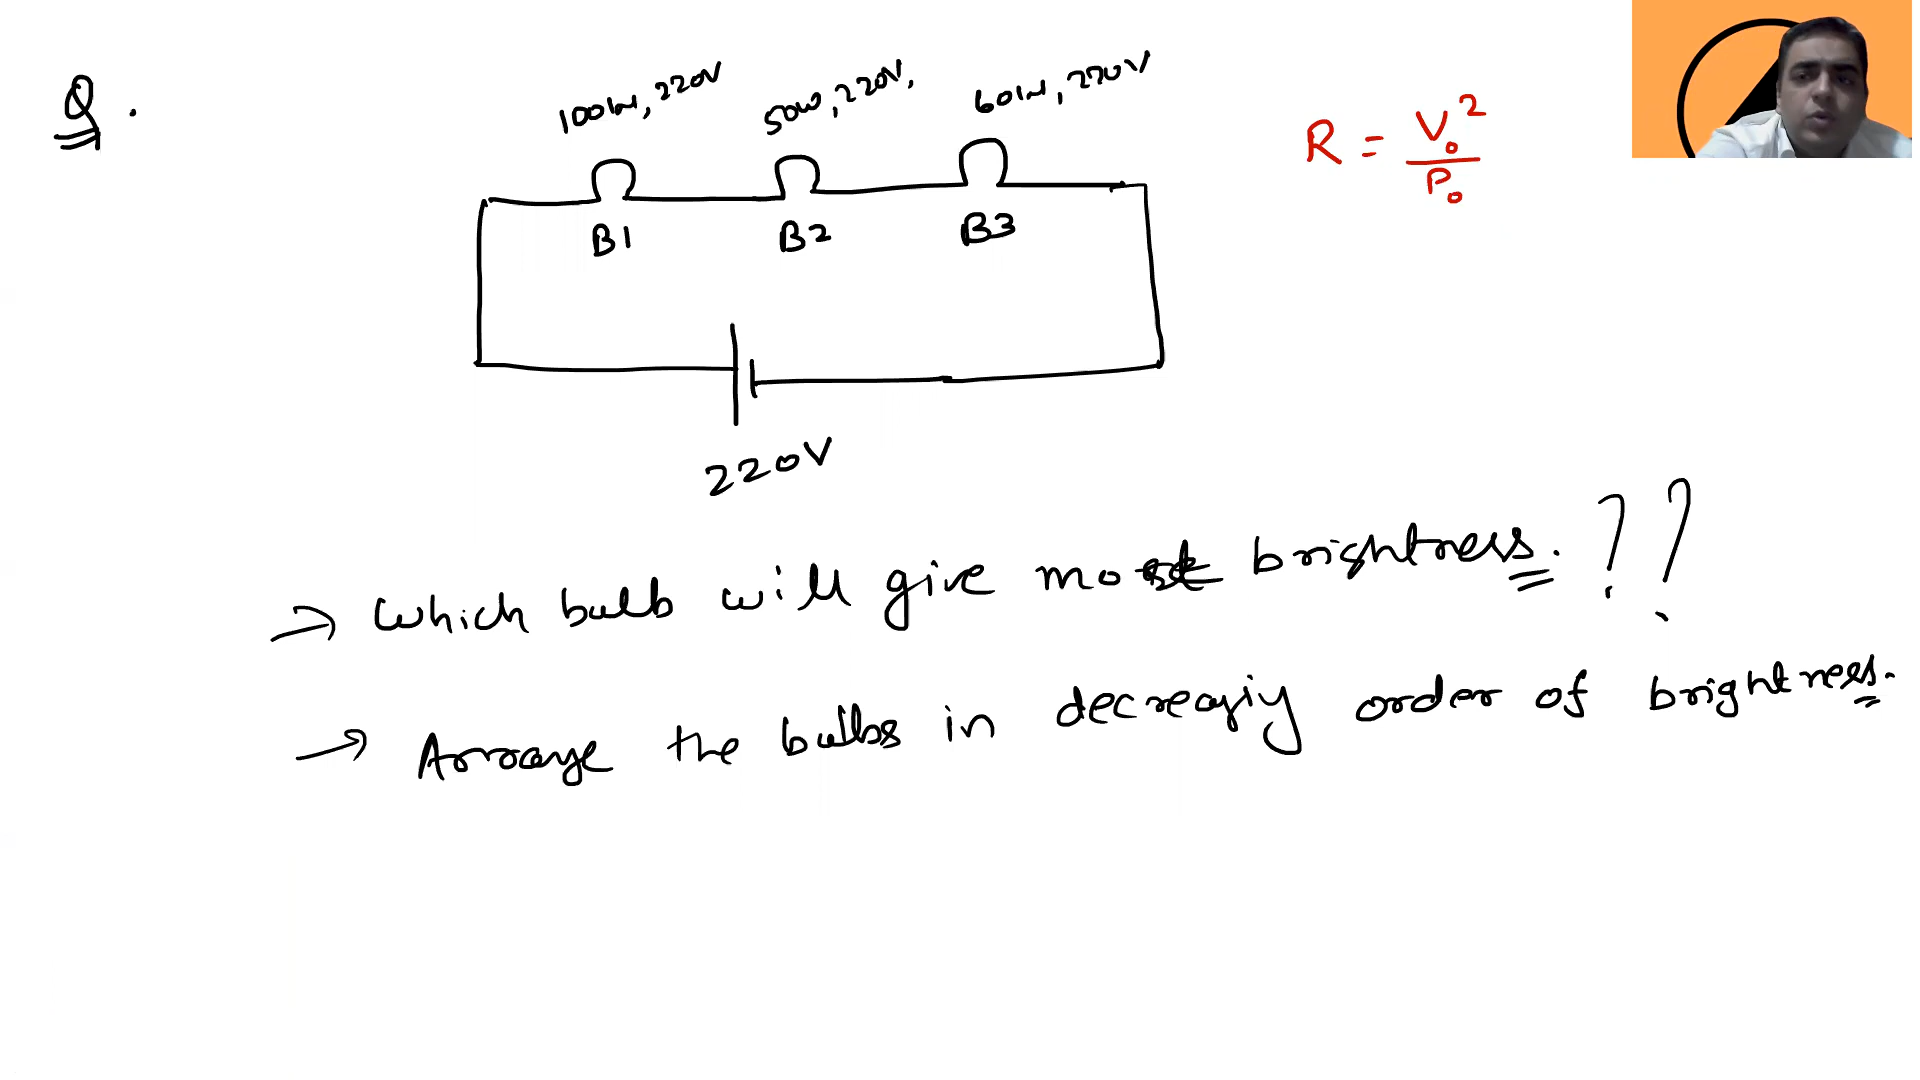 Q.
100W, 220V 50W, 220V, 60W, 220V
R = V₀² / P₀
B1 B2 B3
220V
→ Which bulb will give most brightness. ??
→ Arrange the bulbs in decreasing order of brightness.